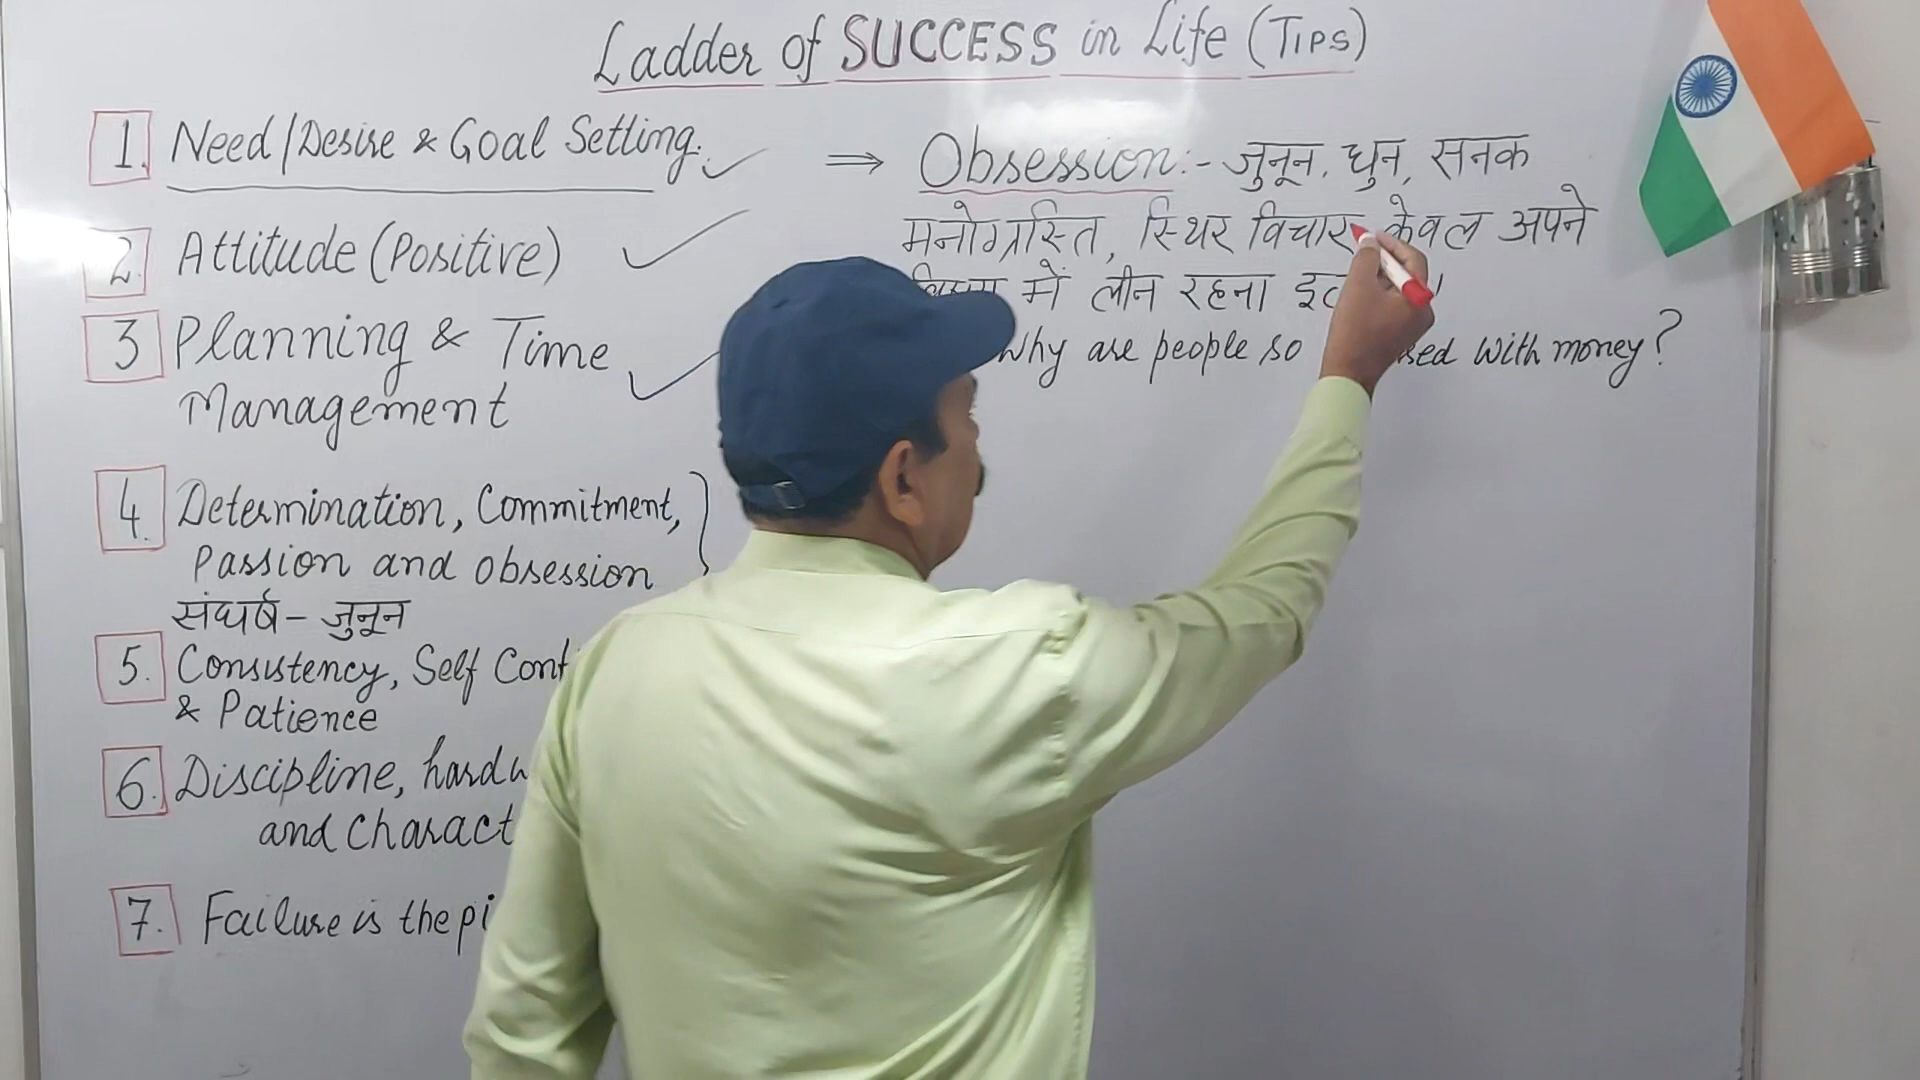 Ladder of SUCCESS in Life (TIPS)
1. Need/Desire & Goal Setting.
2. Attitude (Positive)
3 Planning & Time
Management
4. Determination, Commitment,
Passion and obsession
संघर्ष - जुनून
5. Consistency, Self
& Patience
6. Discipline,
and
7. Failure is the
⇒ Obsession:- जुनून, धुन, सनक
मनोग्रस्ति, स्थिर विचार केवल अपने
में लीन रहना
Why are people so with money?